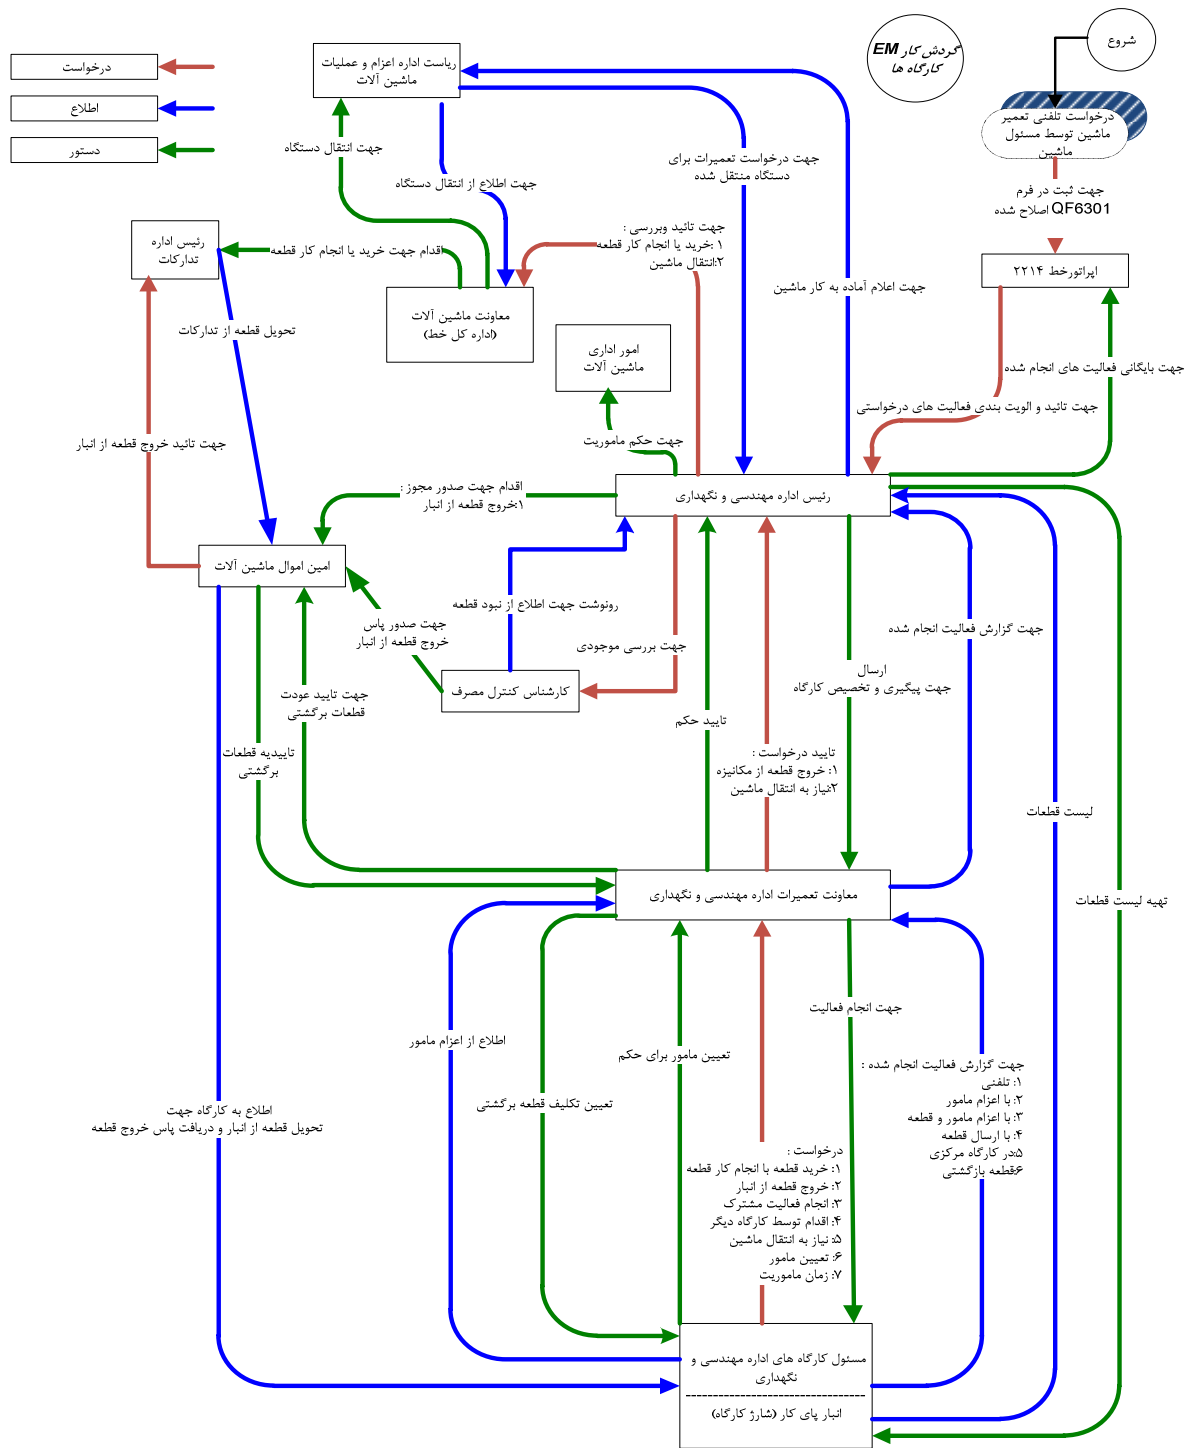 شروع
گردش کار EM
کارگاه ها
درخواست
اطلاع
دستور
ریاست اداره اعزام و عملیات
ماشین آلات
درخواست تلفنی تعمیر
ماشین توسط مسئول
ماشین
جهت ثبت در فرم
QF6301 اصلاح شده
جهت انتقال دستگاه
جهت اطلاع از انتقال دستگاه
جهت درخواست تعمیرات برای
دستگاه منتقل شده
رئیس اداره
تدارکات
اقدام جهت خرید یا انجام کار قطعه
جهت تائید وبررسی :
۱ :خرید یا انجام کار قطعه
۲:انتقال ماشین
اپراتورخط ۲۲۱۴
جهت اعلام آماده به کار ماشین
معاونت ماشین آلات
(اداره کل خط)
تحویل قطعه از تدارکات
امور اداری
ماشین آلات
جهت بایگانی فعالیت های انجام شده
جهت تائید و الویت بندی فعالیت های درخواستی
جهت تائید خروج قطعه از انبار
جهت حکم ماموریت
رئیس اداره مهندسی و نگهداری
اقدام جهت صدور مجوز :
۱:خروج قطعه از انبار
امین اموال ماشین آلات
رونوشت جهت اطلاع از نبود قطعه
جهت صدور پاس
خروج قطعه از انبار
جهت بررسی موجودی
جهت گزارش فعالیت انجام شده
کارشناس کنترل مصرف
ارسال
جهت پیگیری و تخصیص کارگاه
جهت تایید عودت
قطعات برگشتی
تایید حکم
تاییدیه قطعات
برگشتی
تایید درخواست :
۱: خروج قطعه از مکانیزه
۲:نیاز به انتقال ماشین
لیست قطعات
معاونت تعمیرات اداره مهندسی و نگهداری
تهیه لیست قطعات
جهت انجام فعالیت
اطلاع از اعزام مامور
تعیین مامور برای حکم
جهت گزارش فعالیت انجام شده :
۱: تلفنی
۲: با اعزام مامور
۳: با اعزام مامور و قطعه
۴: با ارسال قطعه
۵:در کارگاه مرکزی
۶:قطعه بازگشتی
تعیین تکلیف قطعه برگشتی
اطلاع به کارگاه جهت
تحویل قطعه از انبار و دریافت پاس خروج قطعه
درخواست :
۱: خرید قطعه با انجام کار قطعه
۲: خروج قطعه از انبار
۳: انجام فعالیت مشترک
۴: اقدام توسط کارگاه دیگر
۵: نیاز به انتقال ماشین
۶: تعیین مامور
۷: زمان ماموریت
مسئول کارگاه های اداره مهندسی و
نگهداری
--------------------------------
انبار پای کار (شارژ کارگاه)